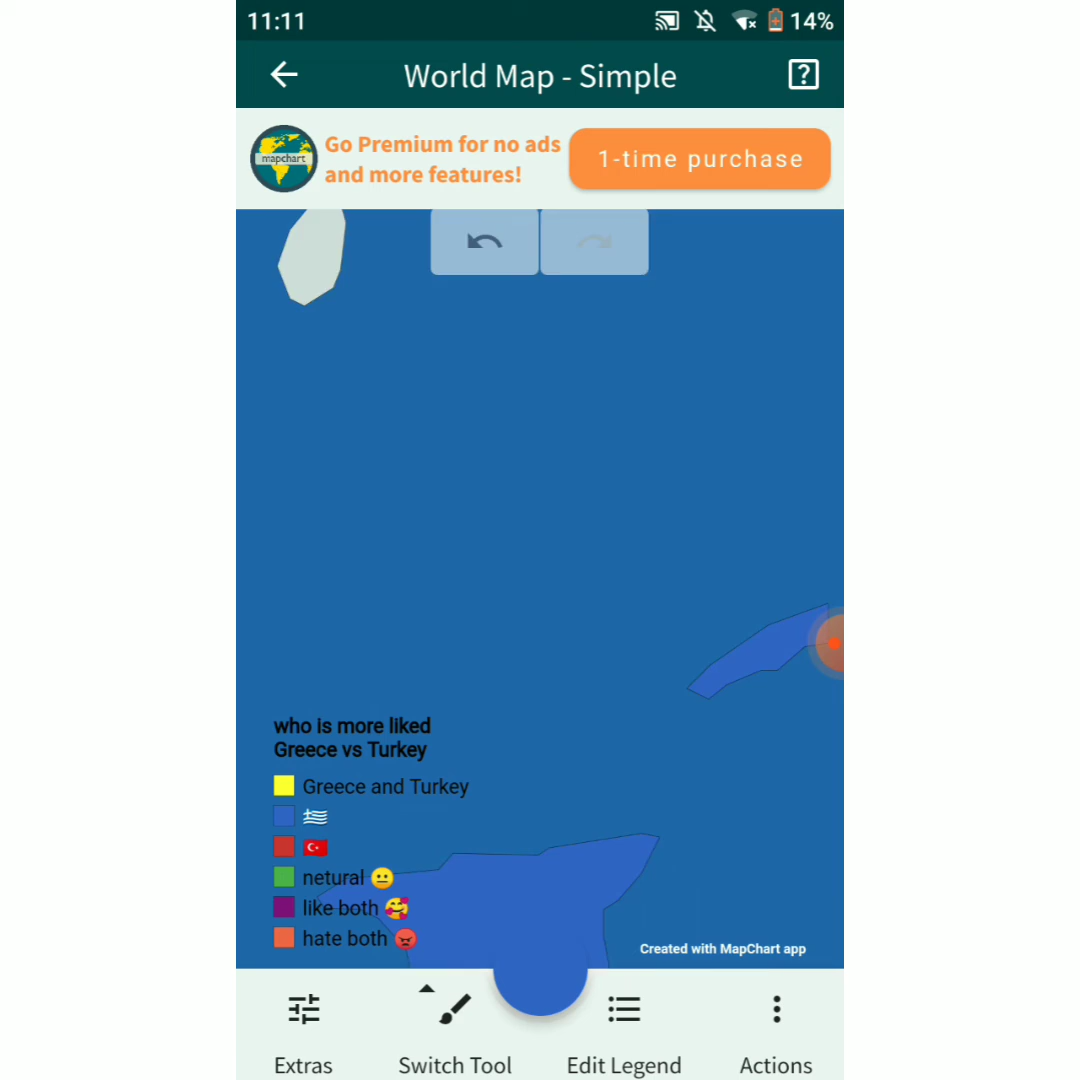 11:11
14%
World Map - Simple
mapchart
Go Premium for no ads
and more features!
1-time purchase
who is more liked
Greece vs Turkey
Greece and Turkey
🇬🇷
🇹🇷
netural 😐
like both 🥰
hate both 😡
Created with MapChart app
Extras
Switch Tool
Edit Legend
Actions